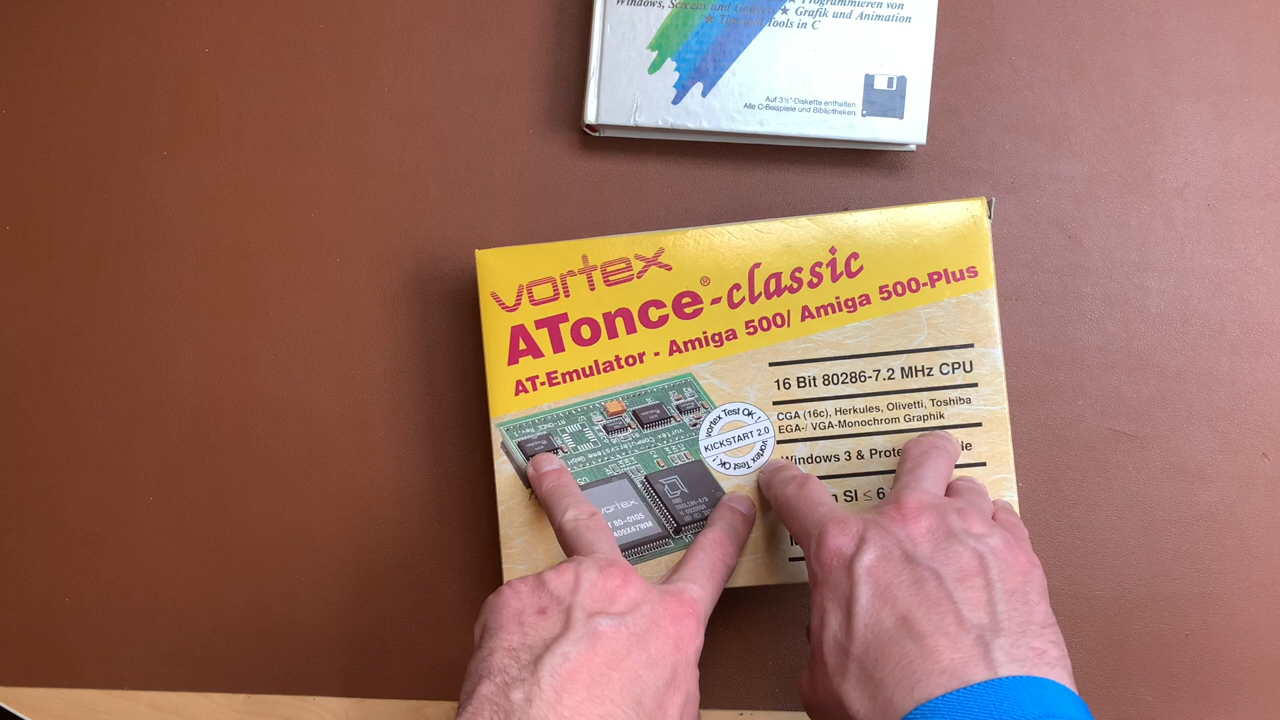 Programmieren von
Windows, Screens und Gadgets ★ Grafik und Animation
★ Tips und Tools in C
Auf 3½"-Diskette enthalten.
Alle C-Beispiele und Bibliotheken.
vortex
ATonce®-classic
AT-Emulator - Amiga 500/ Amiga 500-Plus
16 Bit 80286-7.2 MHz CPU
CGA (16c), Herkules, Olivetti, Toshiba
EGA-/ VGA-Monochrom Graphik
Windows 3 &
SI ≤ 6
vortex Test OK!
KICKSTART 2.0
vortex Test OK!
vortex